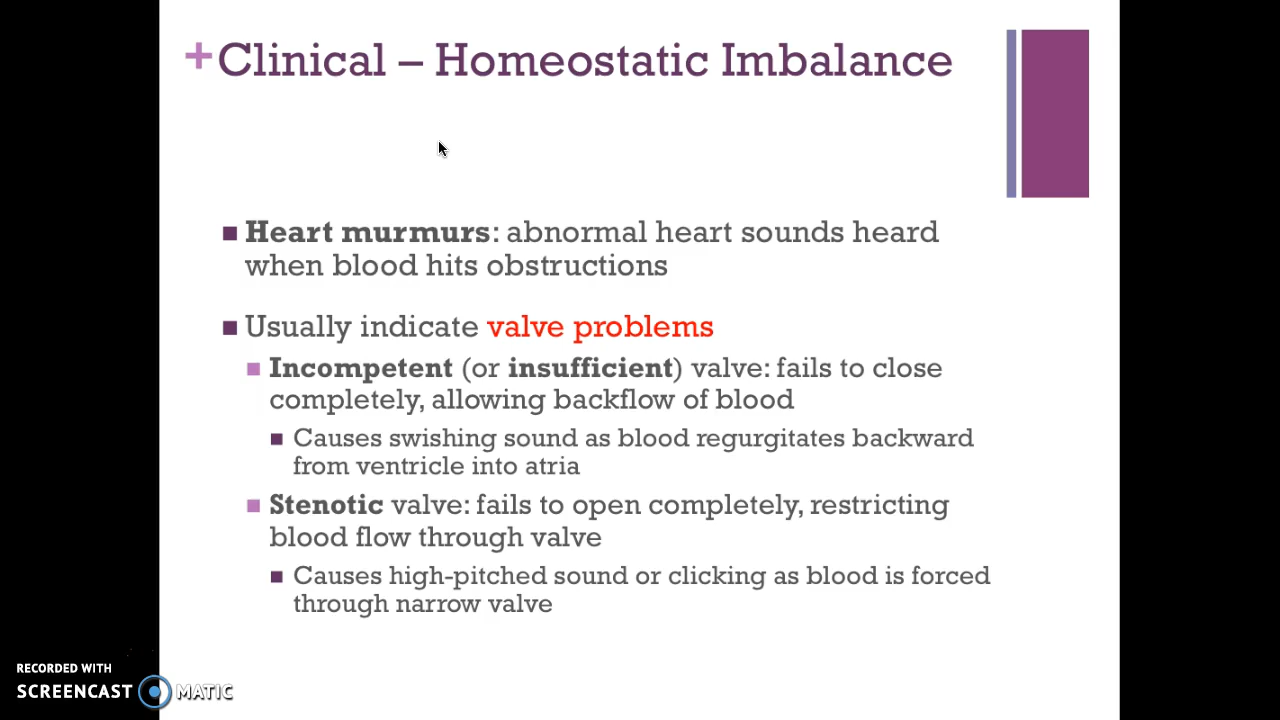 +Clinical – Homeostatic Imbalance
■ Heart murmurs: abnormal heart sounds heard
when blood hits obstructions
■ Usually indicate valve problems
■ Incompetent (or insufficient) valve: fails to close
completely, allowing backflow of blood
■ Causes swishing sound as blood regurgitates backward
from ventricle into atria
■ Stenotic valve: fails to open completely, restricting
blood flow through valve
■ Causes high-pitched sound or clicking as blood is forced
through narrow valve
RECORDED WITH
SCREENCAST MATIC